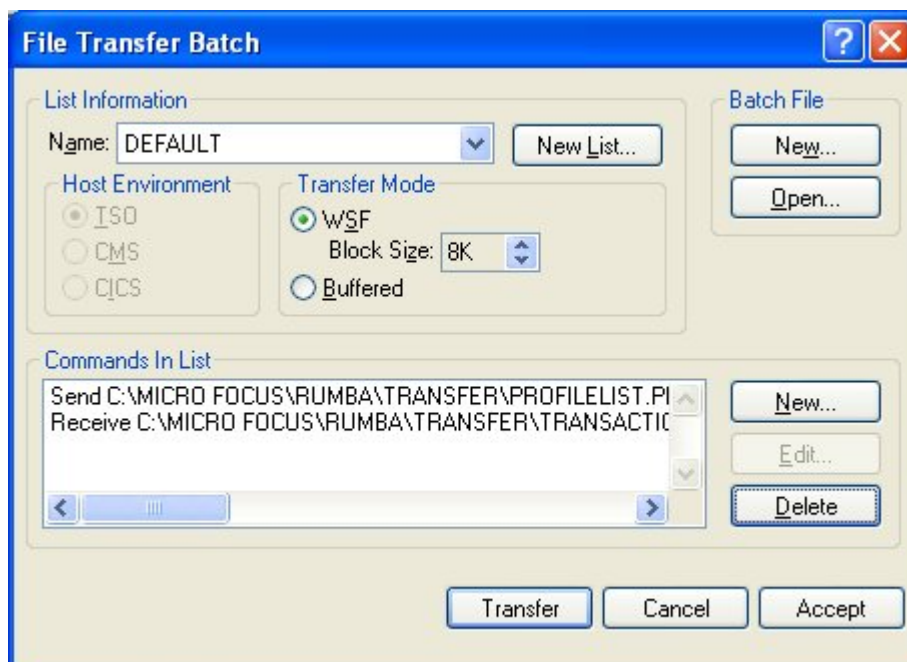 File Transfer Batch
List Information
Name: DEFAULT
New List...
Batch File
New...
Open...
Host Environment
TSO
CMS
CICS
Transfer Mode
WSF
Block Size: 8K
Buffered
Commands In List
Send C:\MICRO FOCUS\RUMBA\TRANSFER\PROFILELIST.
Receive C:\MICRO FOCUS\RUMBA\TRANSFER\
New...
Edit...
Delete
Transfer
Cancel
Accept